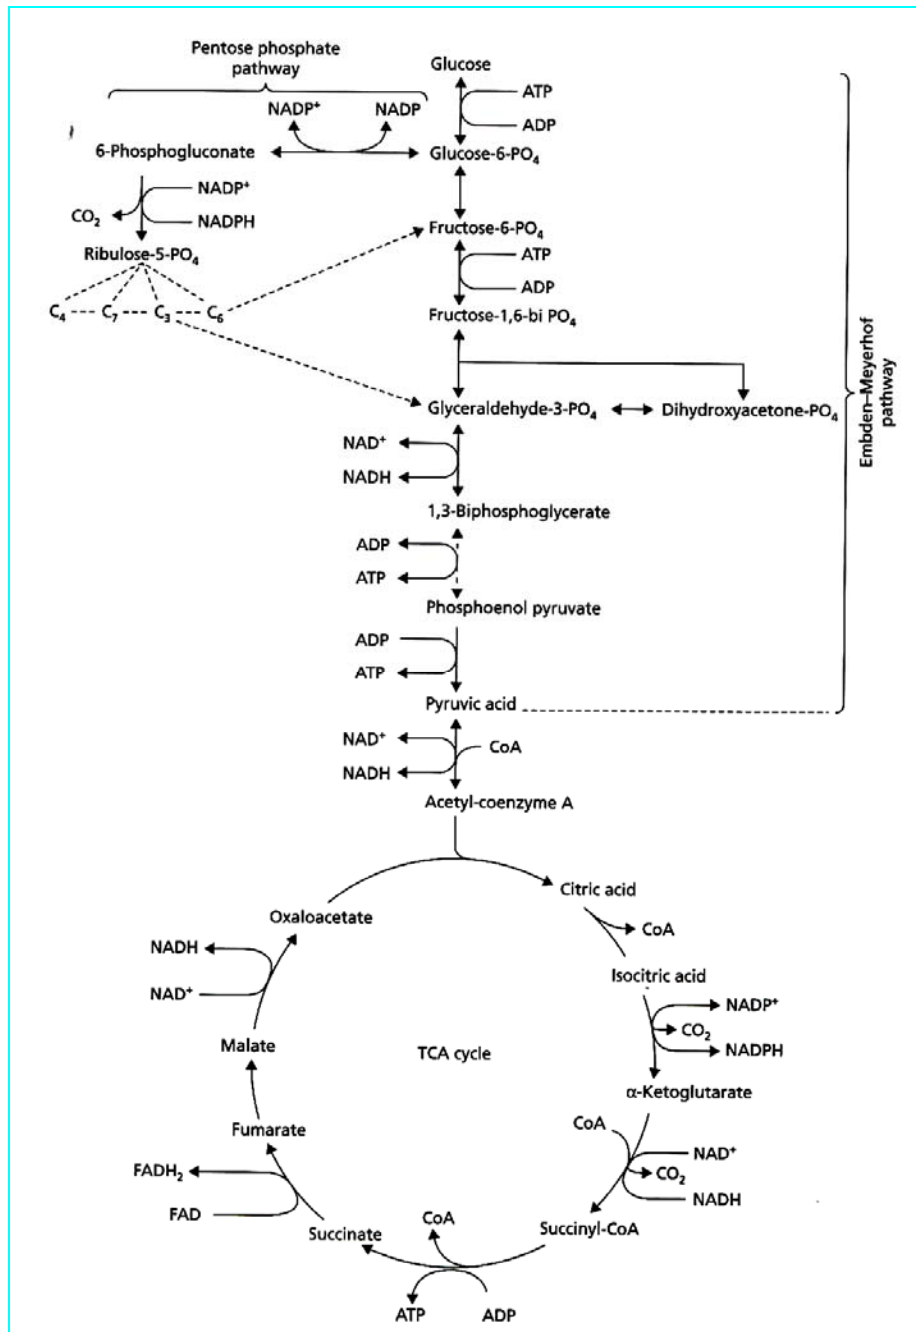 Pentose phosphate
pathway
Glucose
ATP
ADP
NADP⁺
NADP
6-Phosphogluconate
Glucose-6-PO₄
NADP⁺
CO₂
NADPH
Ribulose-5-PO₄
Fructose-6-PO₄
ATP
ADP
C₄
C₇
C₃
C₆
Fructose-1,6-bi PO₄
Glyceraldehyde-3-PO₄
Dihydroxyacetone-PO₄
Embden–Meyerhof
pathway
NAD⁺
NADH
1,3-Biphosphoglycerate
ADP
ATP
Phosphoenol pyruvate
ADP
ATP
Pyruvic acid
NAD⁺
CoA
NADH
Acetyl-coenzyme A
Citric acid
Oxaloacetate
CoA
NADH
Isocitric acid
NAD⁺
NADP⁺
CO₂
NADPH
Malate
TCA cycle
α-Ketoglutarate
Fumarate
CoA
NAD⁺
CO₂
NADH
FADH₂
FAD
Succinate
CoA
Succinyl-CoA
ATP
ADP